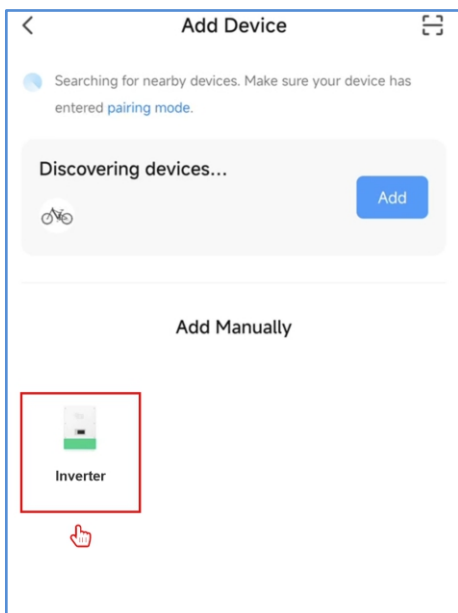 Add Device
Searching for nearby devices. Make sure your device has
entered pairing mode.
Discovering devices...
Add
Add Manually
Inverter